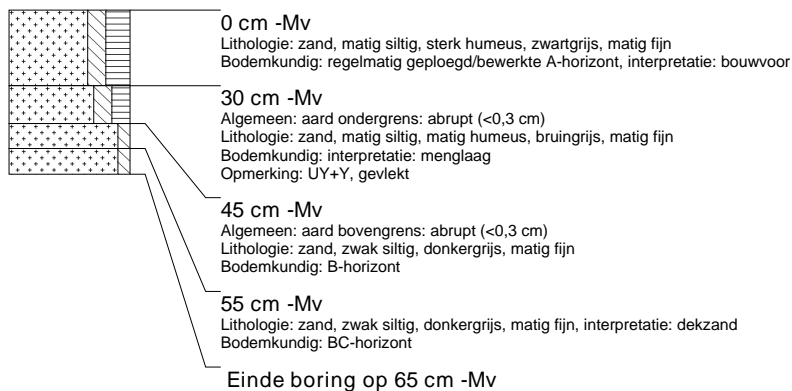 0 cm -Mv
Lithologie: zand, matig siltig, sterk humeus, zwartgrijs, matig fijn
Bodemkundig: regelmatig geploegd/bewerkte A-horizont, interpretatie: bouwvoor
30 cm -Mv
Algemeen: aard ondergrens: abrupt (<0,3 cm)
Lithologie: zand, matig siltig, matig humeus, bruingrijs, matig fijn
Bodemkundig: interpretatie: menglaag
Opmerking: UY+Y, gevlekt
45 cm -Mv
Algemeen: aard bovengrens: abrupt (<0,3 cm)
Lithologie: zand, zwak siltig, donkergrijs, matig fijn
Bodemkundig: B-horizont
55 cm -Mv
Lithologie: zand, zwak siltig, donkergrijs, matig fijn, interpretatie: dekzand
Bodemkundig: BC-horizont
Einde boring op 65 cm -Mv